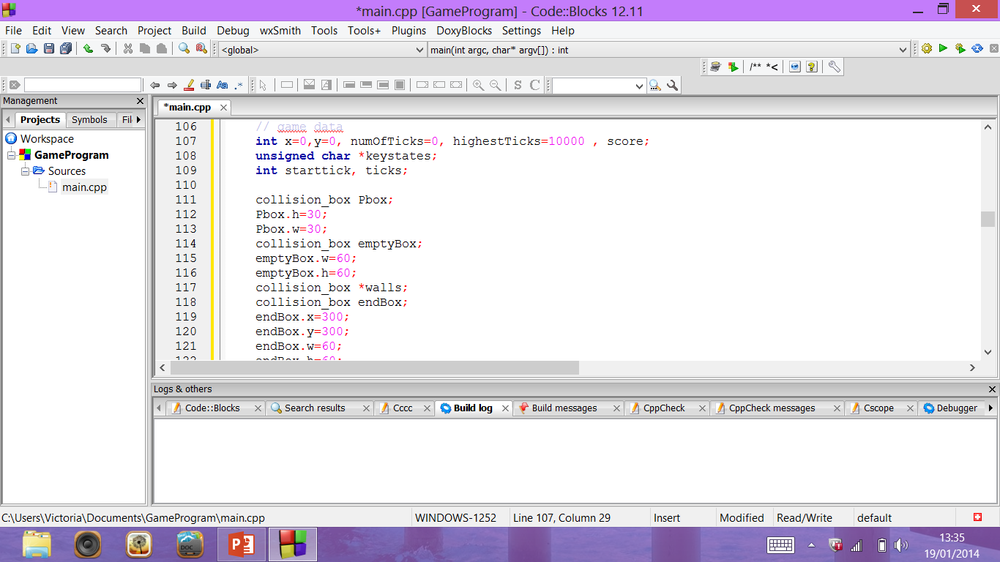 *main.cpp [GameProgram] - Code::Blocks 12.11
File Edit View Search Project Build Debug wxSmith Tools Tools+ Plugins DoxyBlocks Settings Help
<global> main(int argc, char* argv[]) : int
/** *<
Management
Projects Symbols Fil
*main.cpp
Workspace
GameProgram
Sources
main.cpp
106 // game data
107 int x=0,y=0, numOfTicks=0, highestTicks=10000 , score;
108 unsigned char *keystates;
109 int starttick, ticks;
110
111 collision_box Pbox;
112 Pbox.h=30;
113 Pbox.w=30;
114 collision_box emptyBox;
115 emptyBox.w=60;
116 emptyBox.h=60;
117 collision_box *walls;
118 collision_box endBox;
119 endBox.x=300;
120 endBox.y=300;
121 endBox.w=60;
122 endBox.h=60;
Logs & others
Code::Blocks Search results Cccc Build log Build messages CppCheck CppCheck messages Cscope Debugger
C:\Users\Victoria\Documents\GameProgram\main.cpp WINDOWS-1252 Line 107, Column 29 Insert Modified Read/Write default
DOC
P
13:35
19/01/2014